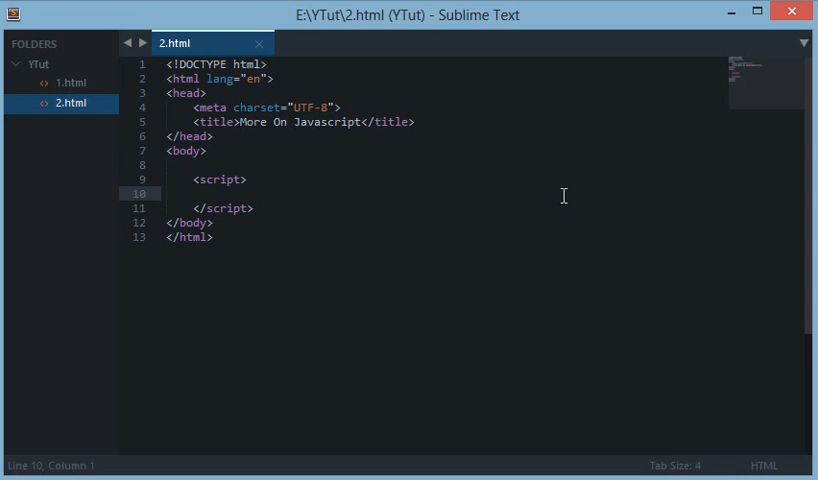 E:\YTut\2.html (YTut) - Sublime Text
FOLDERS
YTut
1.html
2.html
2.html
1 <!DOCTYPE html>
2 <html lang="en">
3 <head>
4 <meta charset="UTF-8">
5 <title>More On Javascript</title>
6 </head>
7 <body>
8
9 <script>
10
11 </script>
12 </body>
13 </html>
Line 10, Column 1
Tab Size: 4
HTML